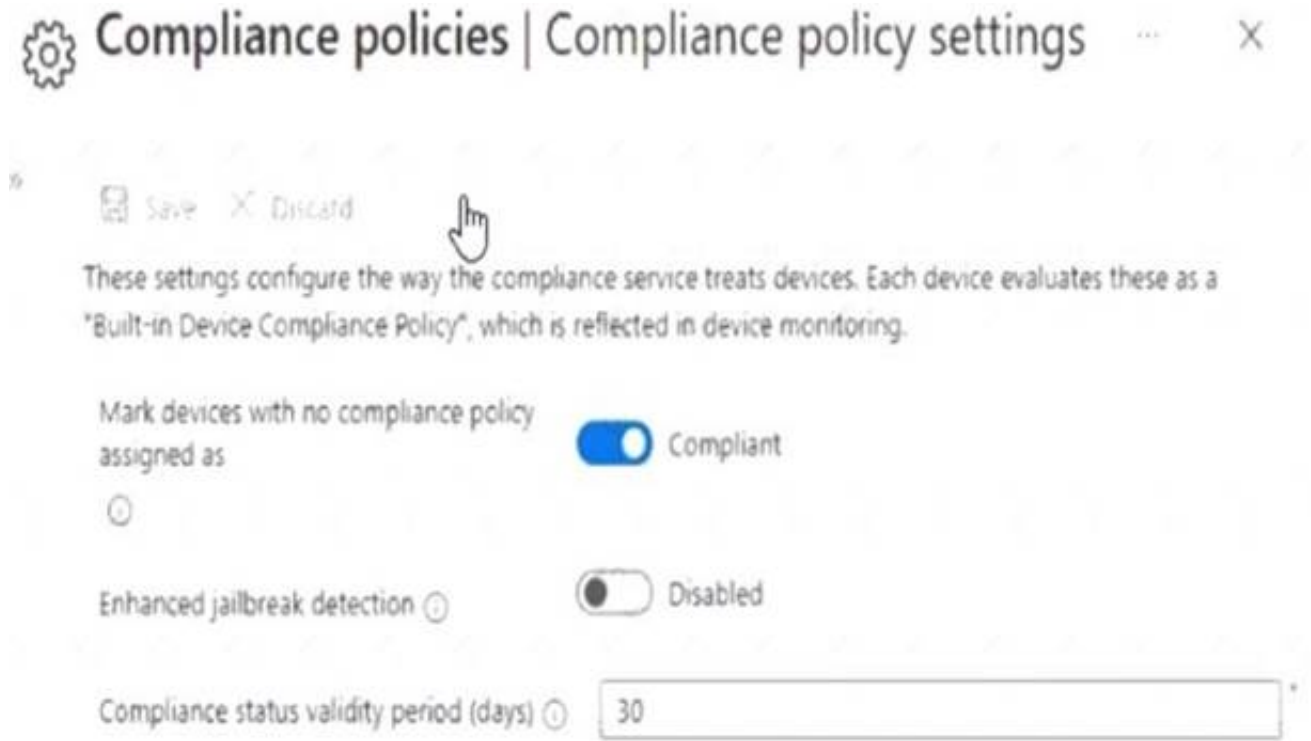 Compliance policies | Compliance policy settings ...
Save Discard
These settings configure the way the compliance service treats devices. Each device evaluates these as a
"Built-in Device Compliance Policy", which is reflected in device monitoring.
Mark devices with no compliance policy
assigned as
Compliant
Enhanced jailbreak detection
Disabled
Compliance status validity period (days)
30